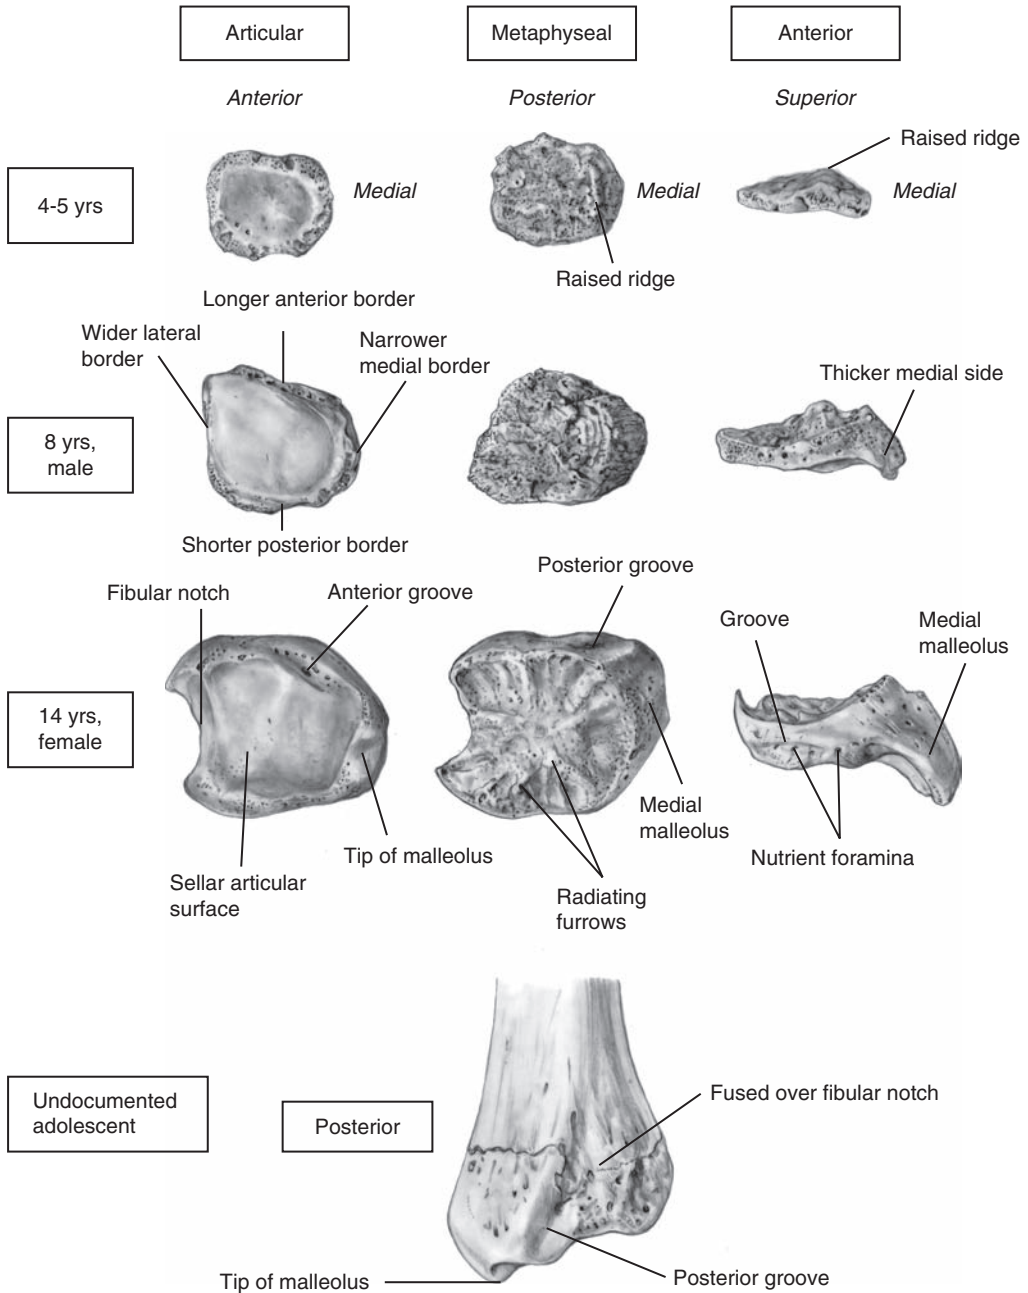 Articular
Metaphyseal
Anterior
Anterior
Posterior
Superior
4-5 yrs
Medial
Medial
Raised ridge
Medial
Raised ridge
Longer anterior border
Wider lateral
border
Narrower
medial border
Thicker medial side
8 yrs,
male
Shorter posterior border
Posterior groove
Fibular notch
Anterior groove
Groove
Medial
malleolus
14 yrs,
female
Medial
malleolus
Tip of malleolus
Nutrient foramina
Sellar articular
surface
Radiating
furrows
Undocumented
adolescent
Posterior
Fused over fibular notch
Tip of malleolus
Posterior groove